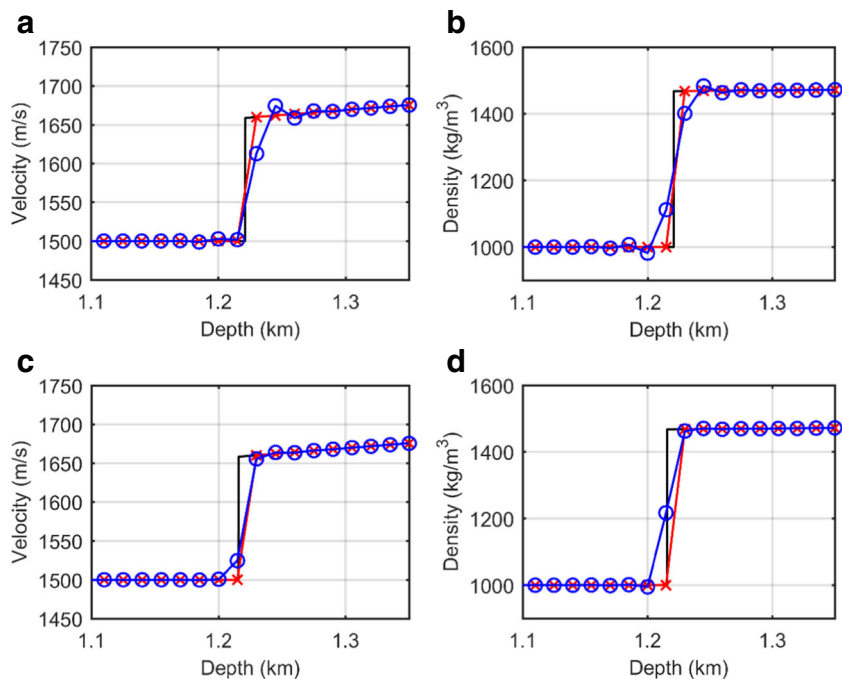 a
1750
1700
1650
1600
1550
1500
1450
Velocity (m/s)
1.1
1.2
1.3
Depth (km)
b
1600
1400
1200
1000
Density (kg/m³)
1.1
1.2
1.3
Depth (km)
c
1750
1700
1650
1600
1550
1500
1450
Velocity (m/s)
1.1
1.2
1.3
Depth (km)
d
1600
1400
1200
1000
Density (kg/m³)
1.1
1.2
1.3
Depth (km)